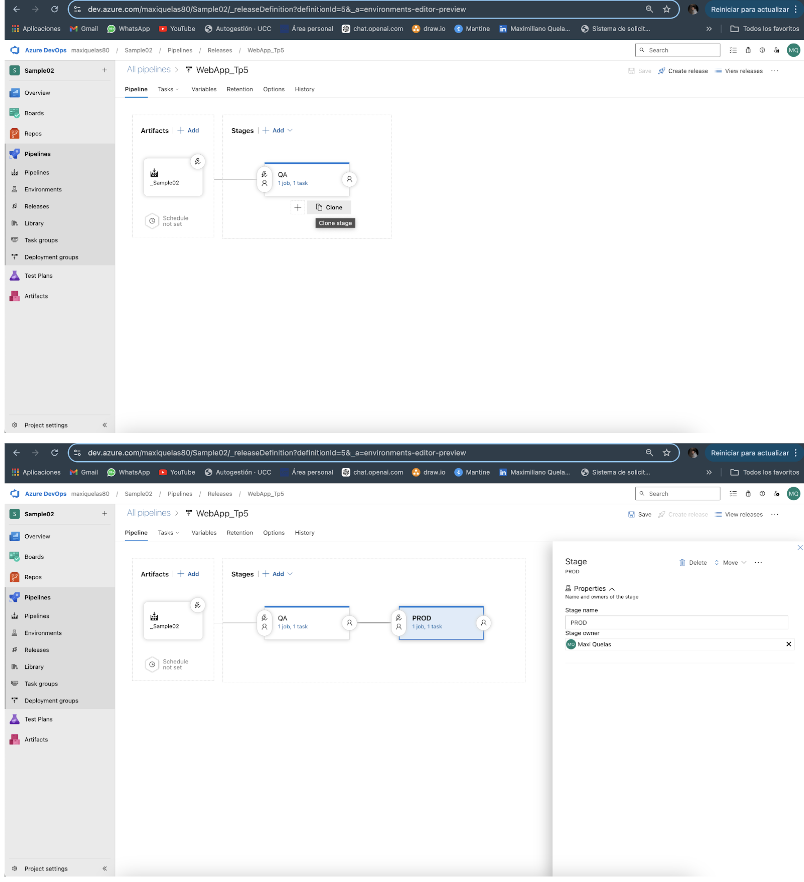 dev.azure.com/maxiquelas80/Sample02/_releaseDefinition?definitionId=5&_a=environments-editor-preview
Reiniciar para actualizar
Aplicaciones Gmail WhatsApp YouTube Autogestión - UCC Área personal chat.openai.com draw.io Mantine Maximiliano Quela... Sistema de solicit... » Todos los favoritos
Azure DevOps maxiquelas80 / Sample02 / Pipelines / Releases / WebApp_Tp5 Search MQ
S Sample02 +
All pipelines > WebApp_Tp5 Save Create release View releases ...
Pipeline Tasks Variables Retention Options History
Overview
Boards
Repos
Pipelines
Pipelines
Environments
Releases
Library
Task groups
Deployment groups
Test Plans
Artifacts
Project settings «
Artifacts + Add
_Sample02
Schedule
not set
Stages + Add
QA
1 job, 1 task
+ Clone
Clone stage
dev.azure.com/maxiquelas80/Sample02/_releaseDefinition?definitionId=5&_a=environments-editor-preview
Reiniciar para actualizar
Aplicaciones Gmail WhatsApp YouTube Autogestión - UCC Área personal chat.openai.com draw.io Mantine Maximiliano Quela... Sistema de solicit... » Todos los favoritos
Azure DevOps maxiquelas80 / Sample02 / Pipelines / Releases / WebApp_Tp5 Search MQ
S Sample02 +
All pipelines > WebApp_Tp5 Save Create release View releases ...
Pipeline Tasks Variables Retention Options History
Overview
Boards
Repos
Pipelines
Pipelines
Environments
Releases
Library
Task groups
Deployment groups
Test Plans
Artifacts
Project settings «
Artifacts + Add
_Sample02
Schedule
not set
Stages + Add
QA
1 job, 1 task
PROD
1 job, 1 task
Stage Delete Move ...
PROD
Properties
Name and owners of the stage
Stage name
PROD
Stage owner
MQ Maxi Quelas